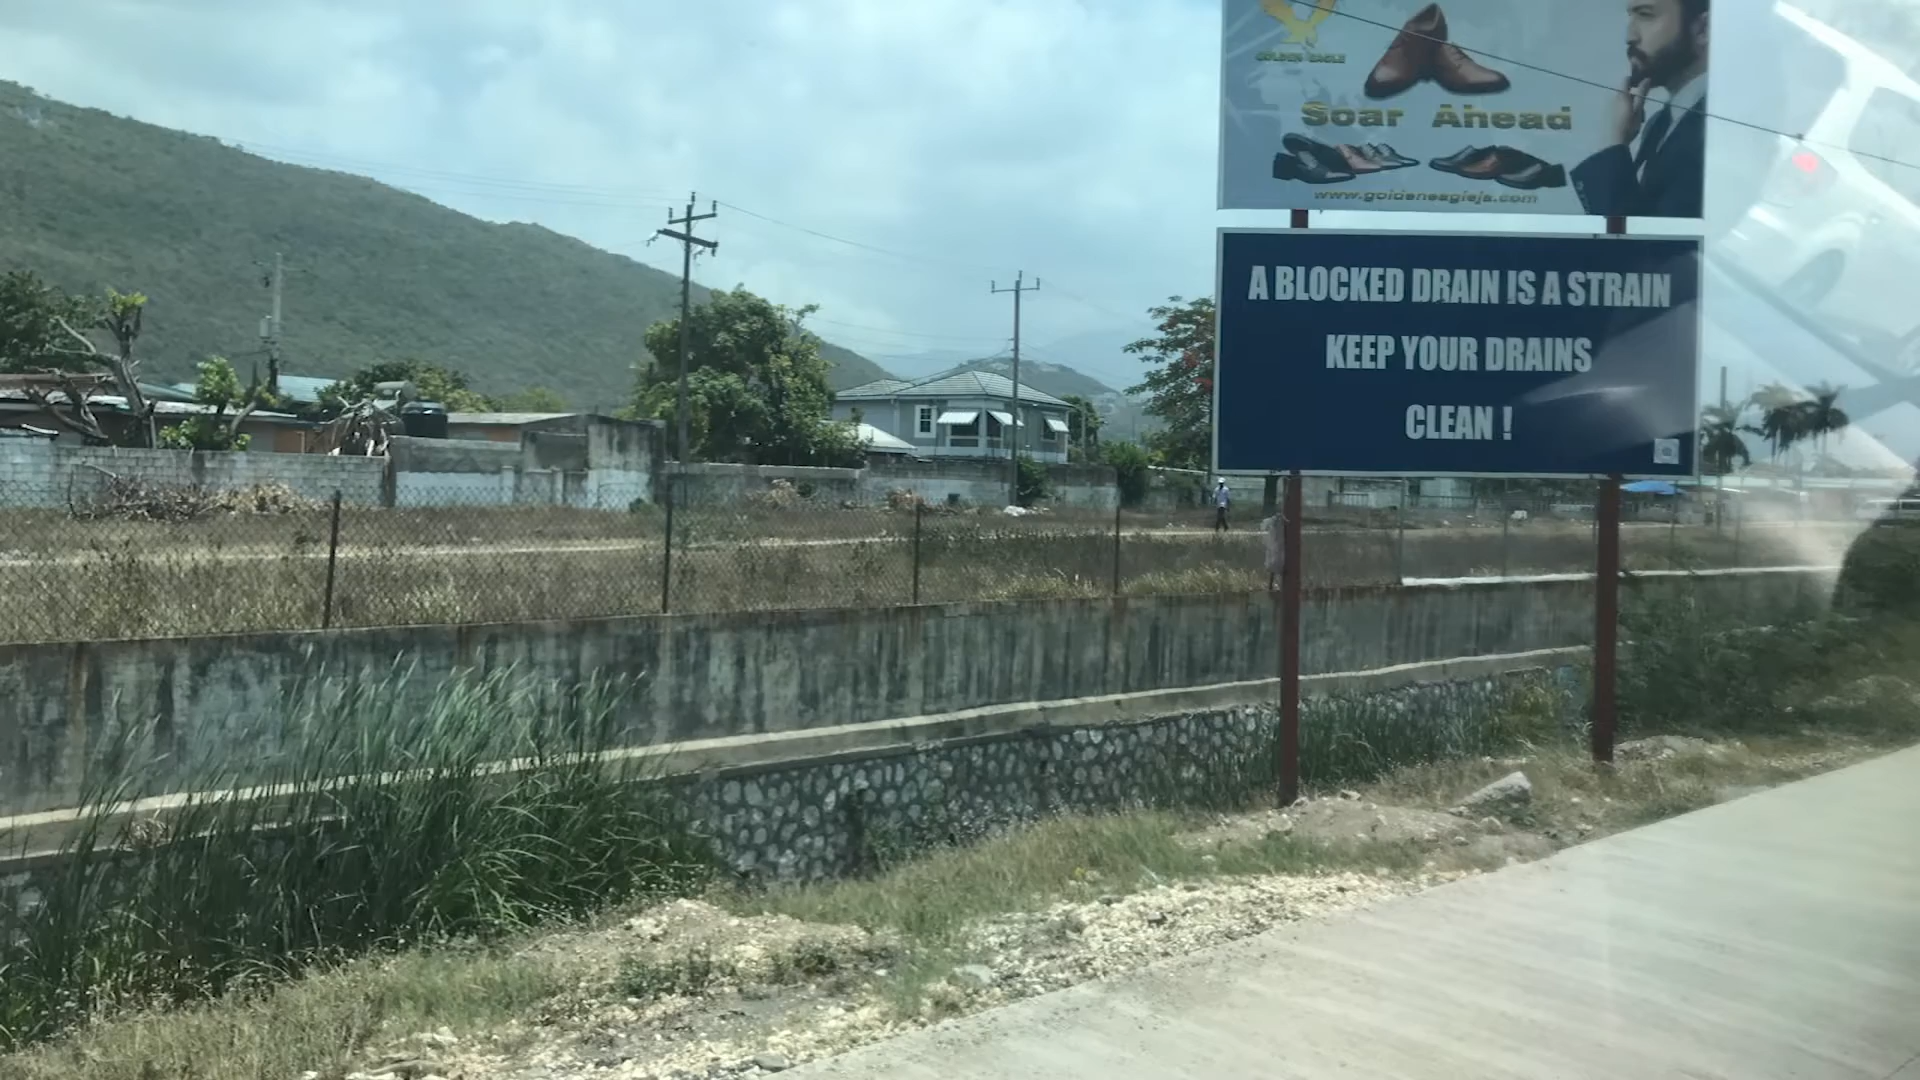 GOLDEN EAGLE
Soar Ahead
www.goldeneagleja.com
A BLOCKED DRAIN IS A STRAIN
KEEP YOUR DRAINS
CLEAN !